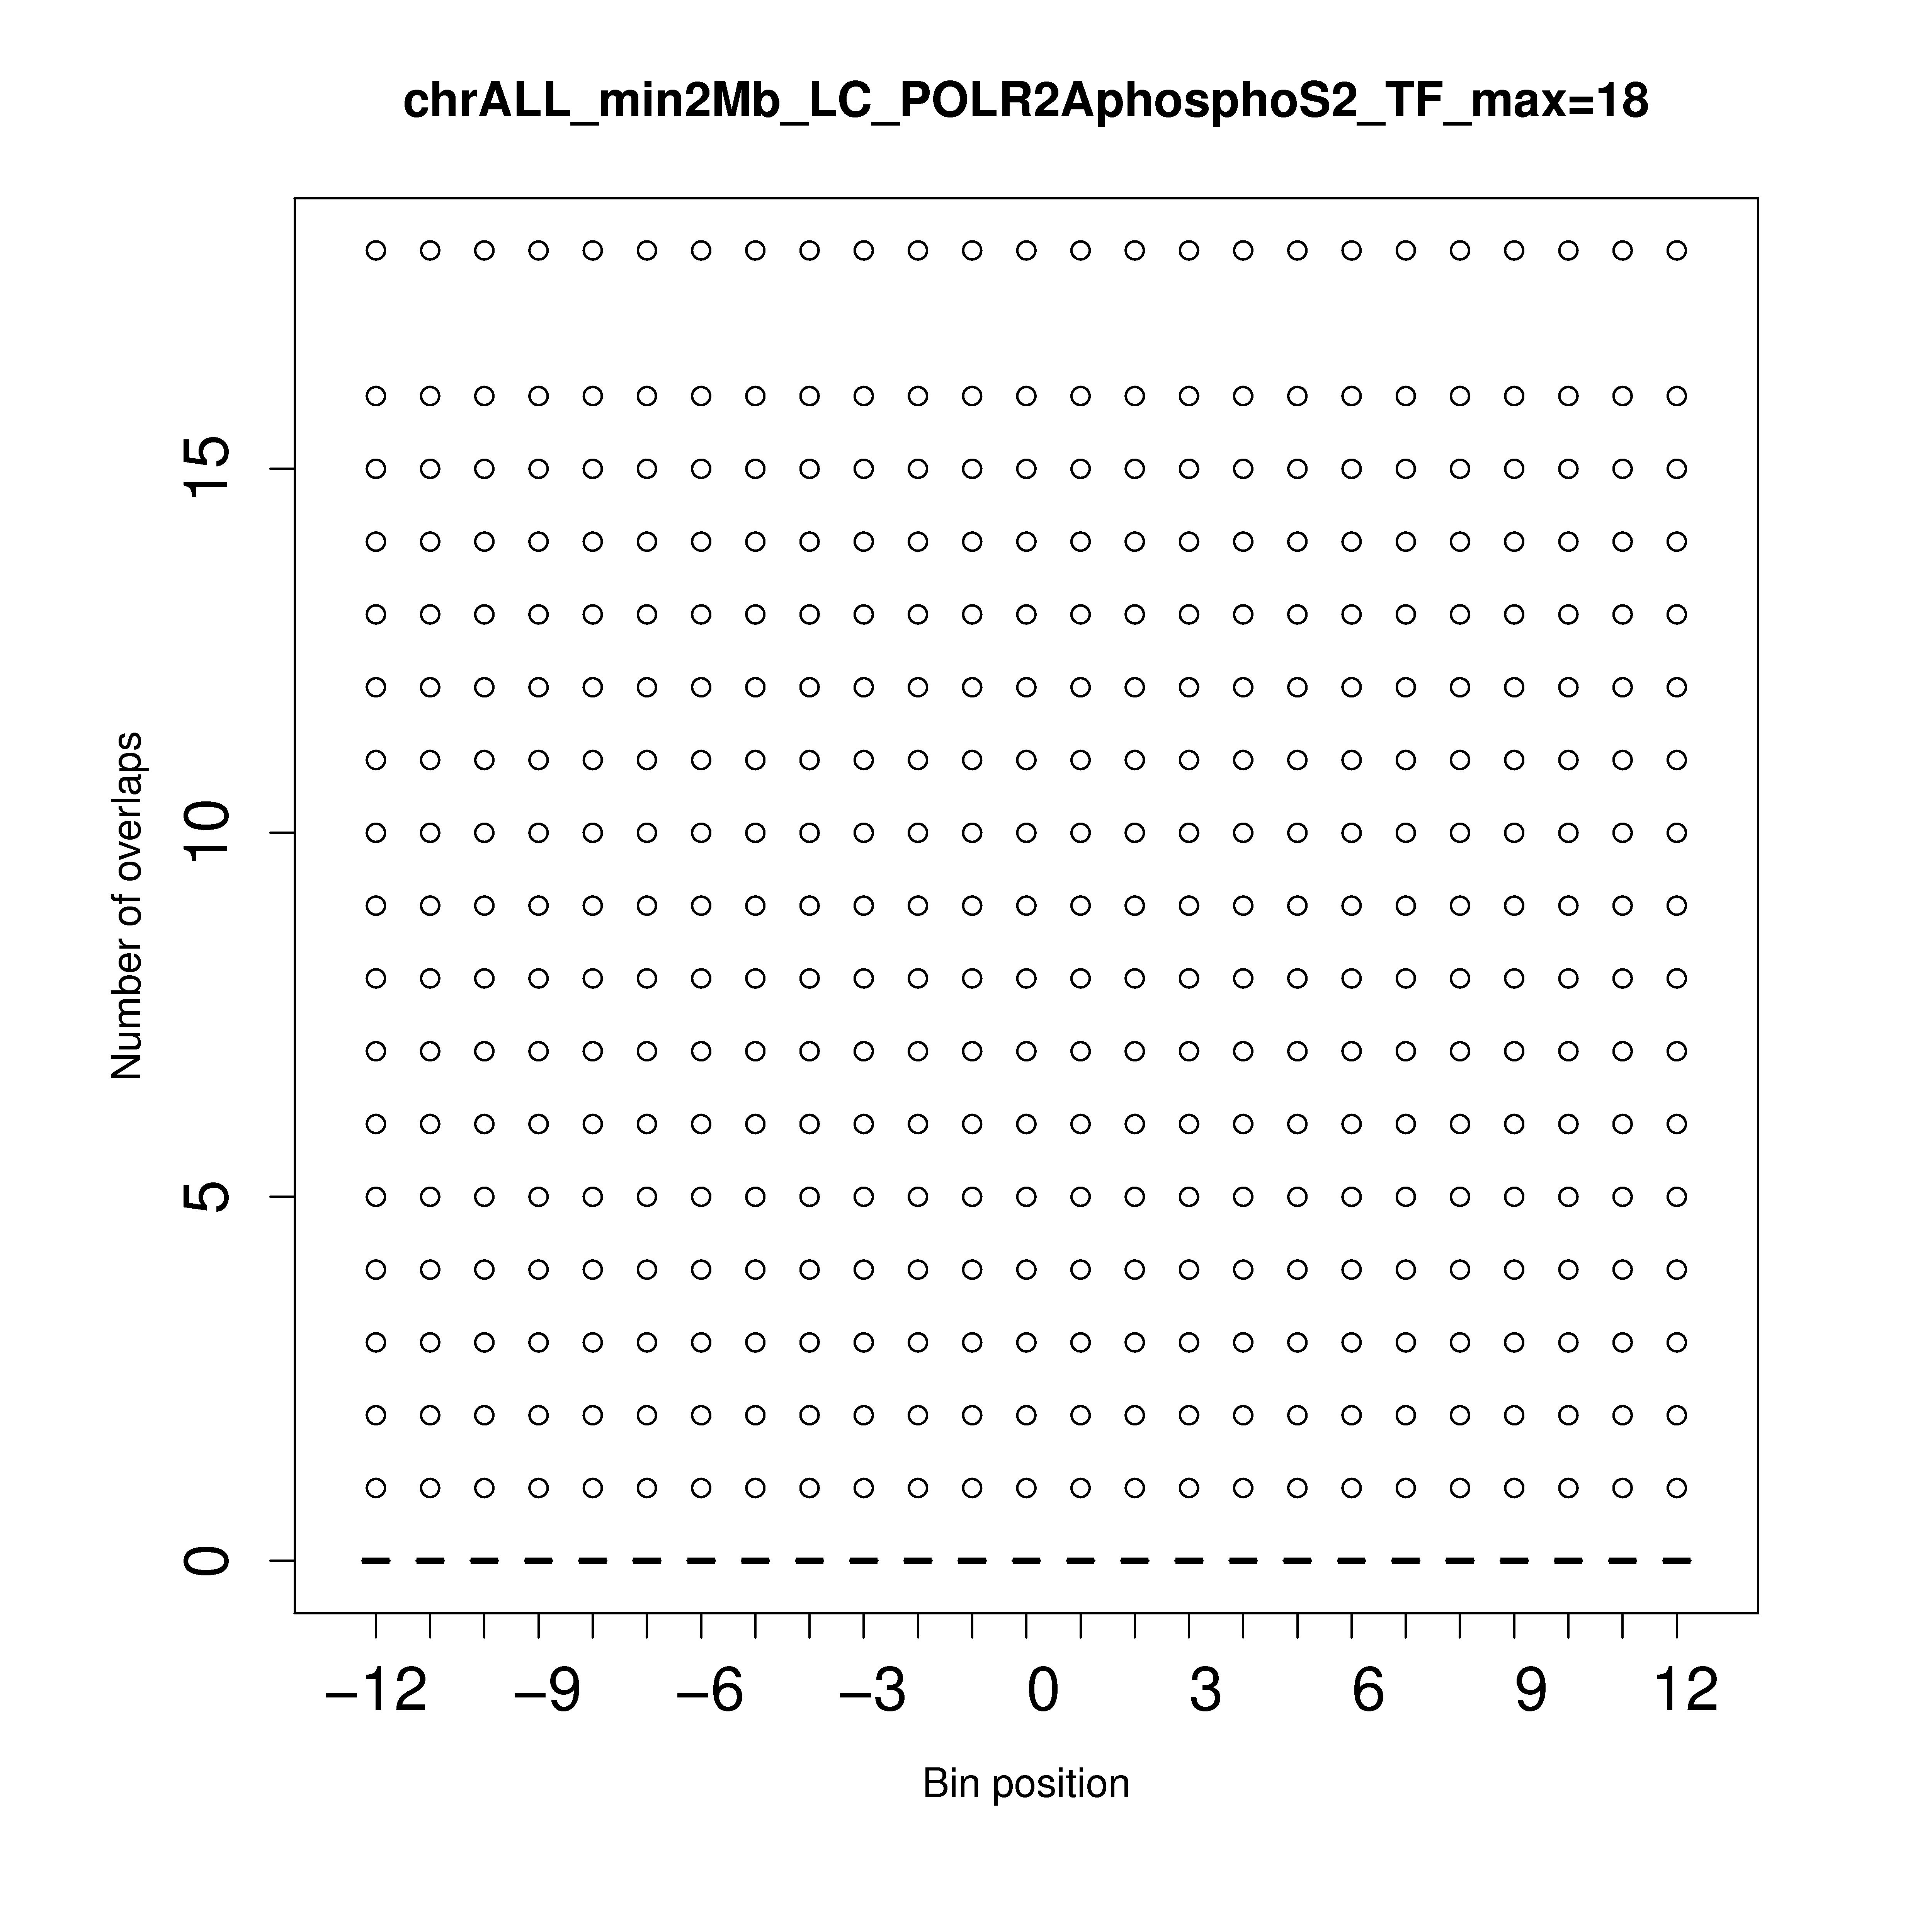 chrALL_min2Mb_LC_POLR2AphosphoS2_TF_max=18
15
10
5
0
Number of overlaps
−12 −9 −6 −3 0 3 6 9 12
Bin position